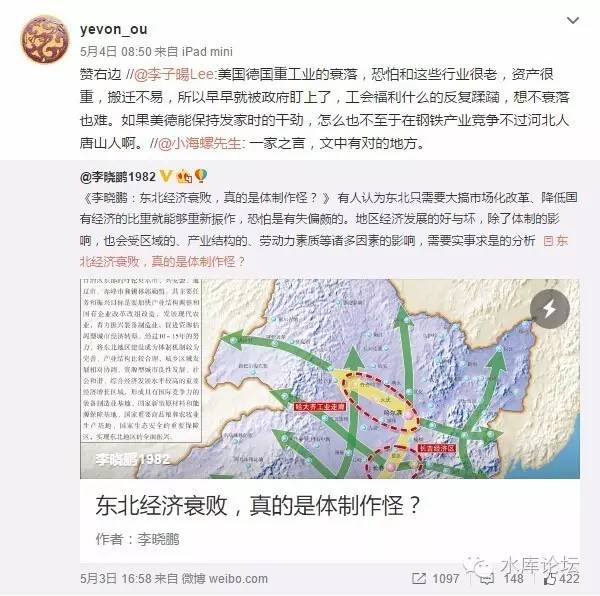 yevon_ou
5月4日 08:50 来自 iPad mini
赞右边 //@李子暘Lee:美国德国重工业的衰落，恐怕和这些行业很老，资产很
重，搬迁不易，所以早早就被政府盯上了，工会福利什么的反复蹂躏，想不衰落
也难。如果美德能保持发家时的干劲，怎么也不至于在钢铁产业竞争不过河北人
唐山人啊。//@小海螺先生: 一家之言，文中有对的地方。
@李晓鹏1982
《李晓鹏：东北经济衰败，真的是体制作怪？ 》 有人认为东北只需要大搞市场化改革、降低国
有经济的比重就能够重新振作，恐怕是有失偏颇的。地区经济发展的好与坏，除了体制的影
响，也会受区域的、产业结构的、劳动力素质等诸多因素的影响，需要实事求是的分析 东
北经济衰败，真的是体制作怪？
哈大齐工业走廊
哈尔滨
长吉经济区
李晓鹏1982
东北经济衰败，真的是体制作怪？
作者：李晓鹏
5月3日 16:58 来自 微博 weibo.com
1097
148
422
水库论坛